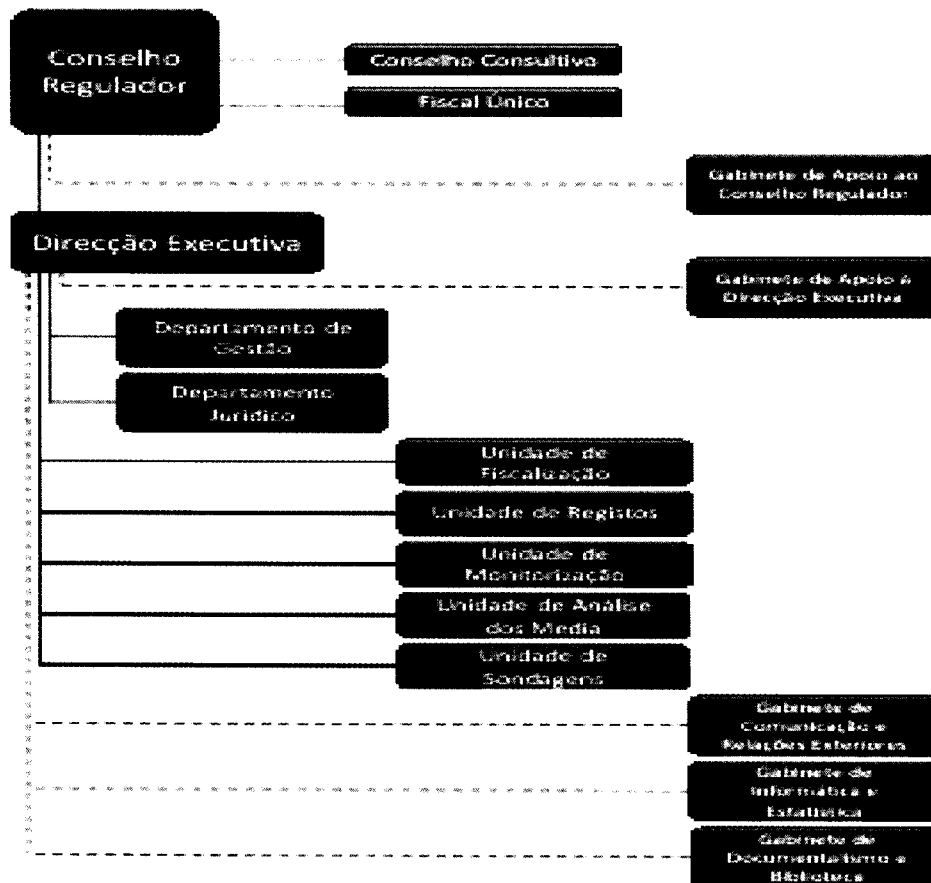 Conselho
Regulador
Conselho Consultivo
Fiscal Único
Gabinete de Apoio ao
Conselho Regulador
Direcção Executiva
Gabinete de Apoio à
Direcção Executiva
Departamento de
Gestão
Departamento
Jurídico
Unidade de
Fiscalização
Unidade de Registos
Unidade de
Monitorização
Unidade de Análise
dos Media
Unidade de
Sondagens
Gabinete de
Comunicação e
Relações Exteriores
Gabinete de
Informática e
Estatística
Gabinete de
Documentalismo e
Biblioteca